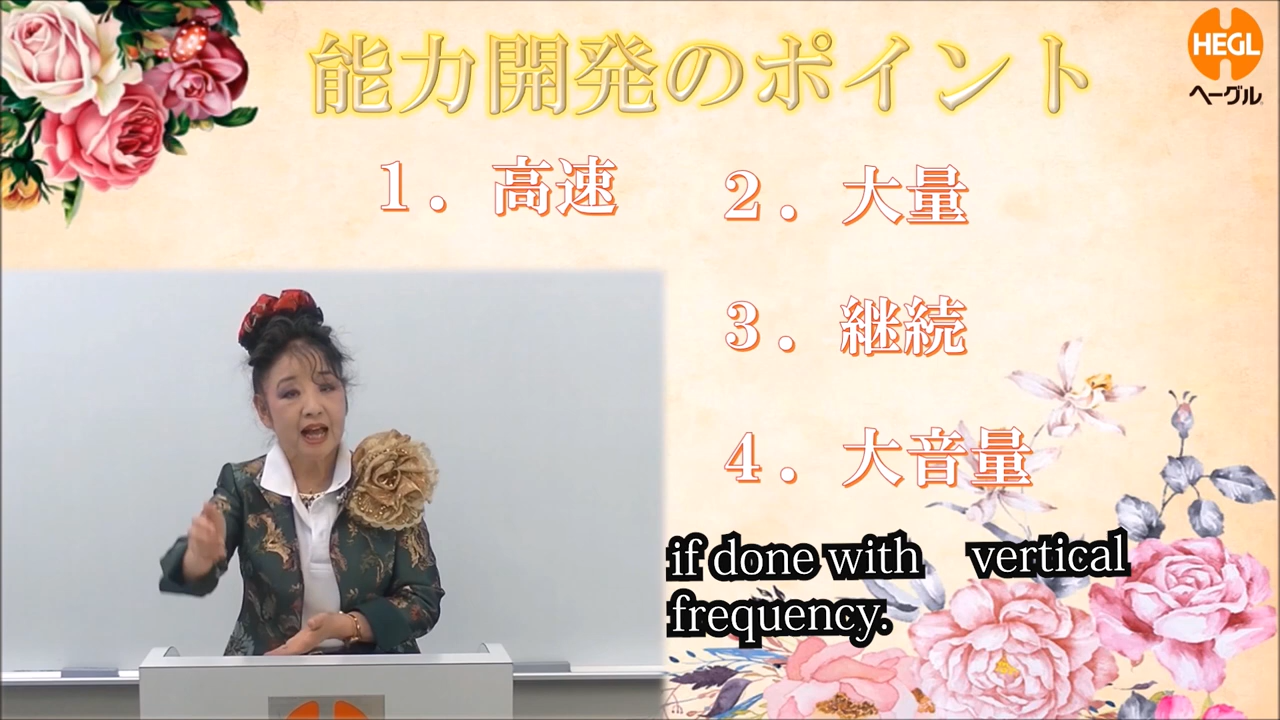 能力開発のポイント
HEGL
ヘーグル
１．高速
２．大量
３．継続
４．大音量
if done with vertical
frequency.